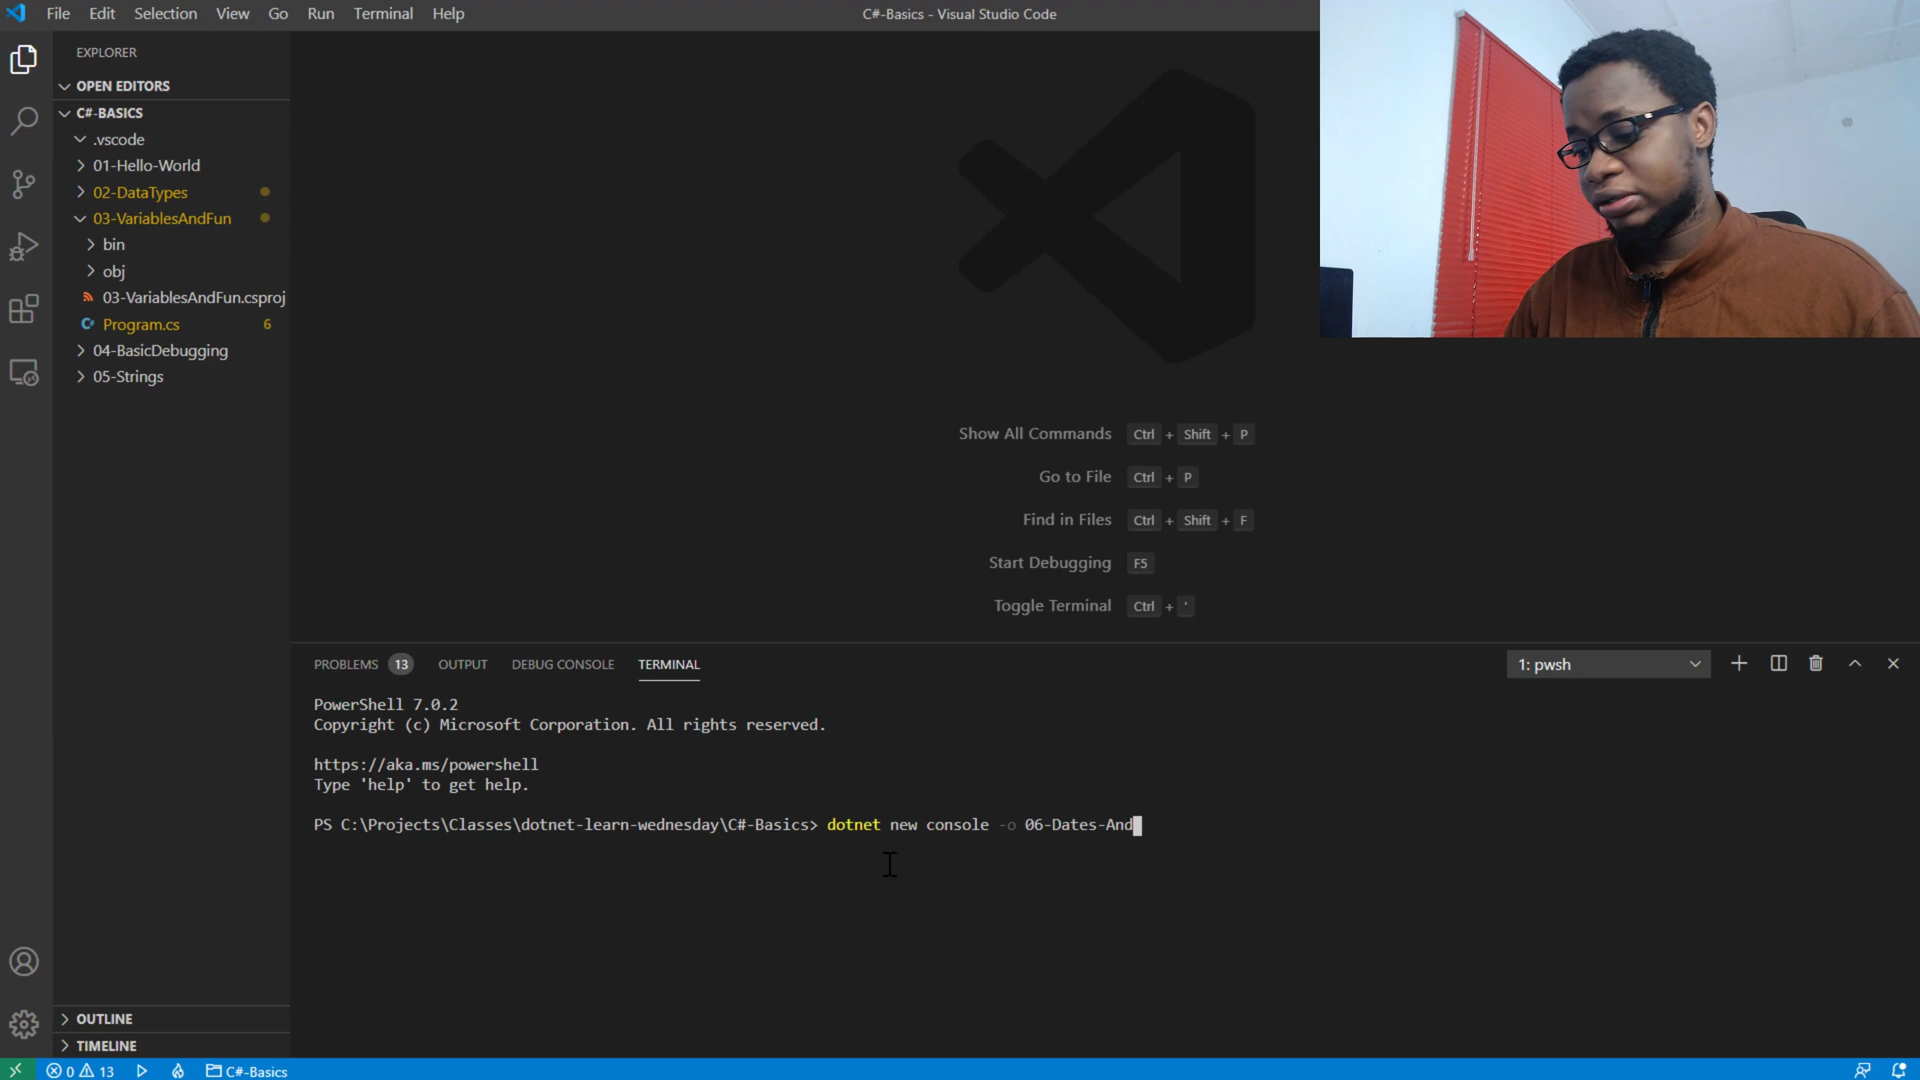 File Edit Selection View Go Run Terminal Help
C#-Basics - Visual Studio Code
EXPLORER
OPEN EDITORS
C#-BASICS
.vscode
01-Hello-World
02-DataTypes
03-VariablesAndFun
bin
obj
03-VariablesAndFun.csproj
Program.cs 6
04-BasicDebugging
05-Strings
Show All Commands Ctrl + Shift + P
Go to File Ctrl + P
Find in Files Ctrl + Shift + F
Start Debugging F5
Toggle Terminal Ctrl + '
PROBLEMS 13 OUTPUT DEBUG CONSOLE TERMINAL
1: pwsh
PowerShell 7.0.2
Copyright (c) Microsoft Corporation. All rights reserved.
https://aka.ms/powershell
Type 'help' to get help.
PS C:\Projects\Classes\dotnet-learn-wednesday\C#-Basics> dotnet new console -o 06-Dates-And
OUTLINE
TIMELINE
0 13 C#-Basics